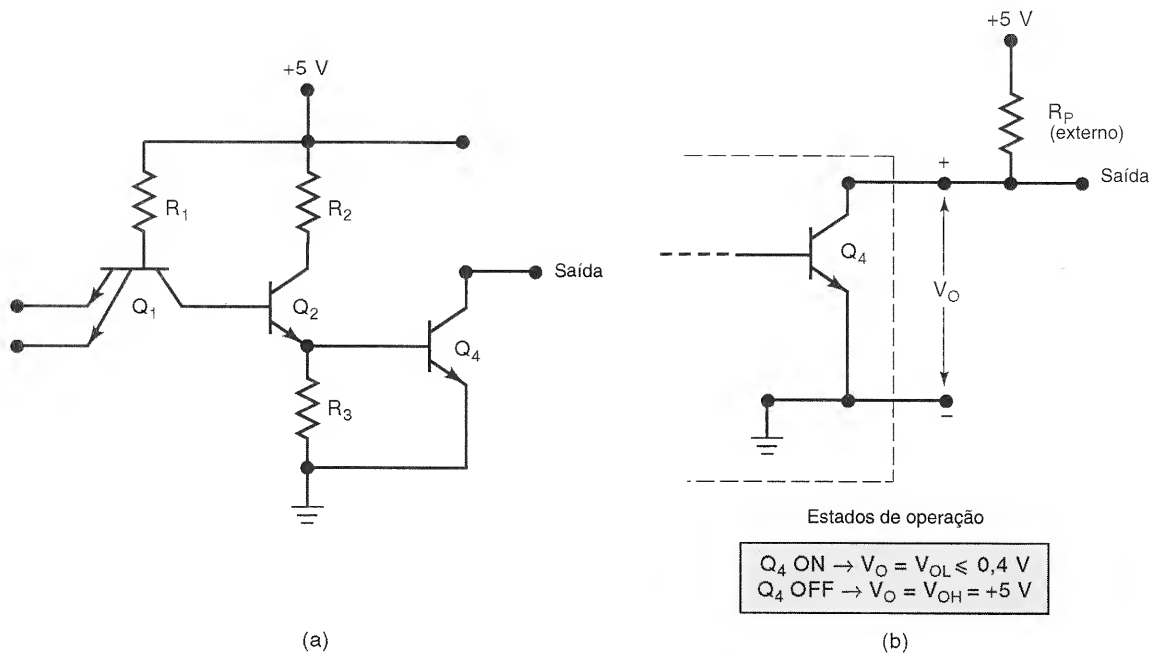 +5 V
R1
R2
Q1
Q2
Saída
Q4
R3
(a)
+5 V
RP
(externo)
+
Saída
Q4
VO
–
Estados de operação
Q4 ON → VO = VOL ⩽ 0,4 V
Q4 OFF → VO = VOH = +5 V
(b)